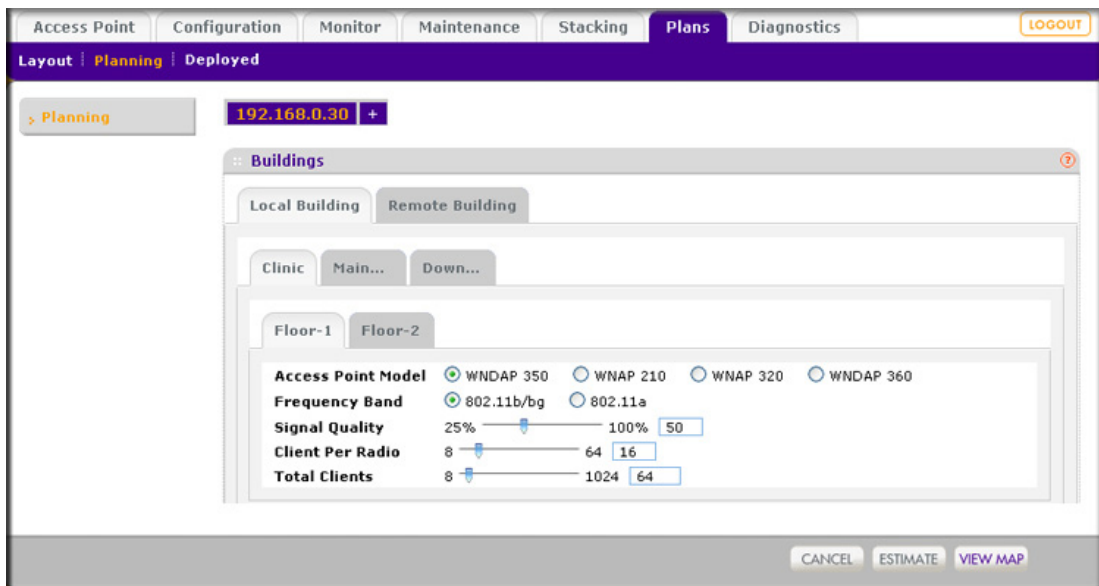 Access Point Configuration Monitor Maintenance Stacking Plans Diagnostics LOGOUT
Layout Planning Deployed
Planning
192.168.0.30 +
Buildings ?
Local Building Remote Building
Clinic Main... Down...
Floor-1 Floor-2
Access Point Model WNDAP 350 WNAP 210 WNAP 320 WNDAP 360
Frequency Band 802.11b/bg 802.11a
Signal Quality 25% 100% 50
Client Per Radio 8 64 16
Total Clients 8 1024 64
CANCEL ESTIMATE VIEW MAP